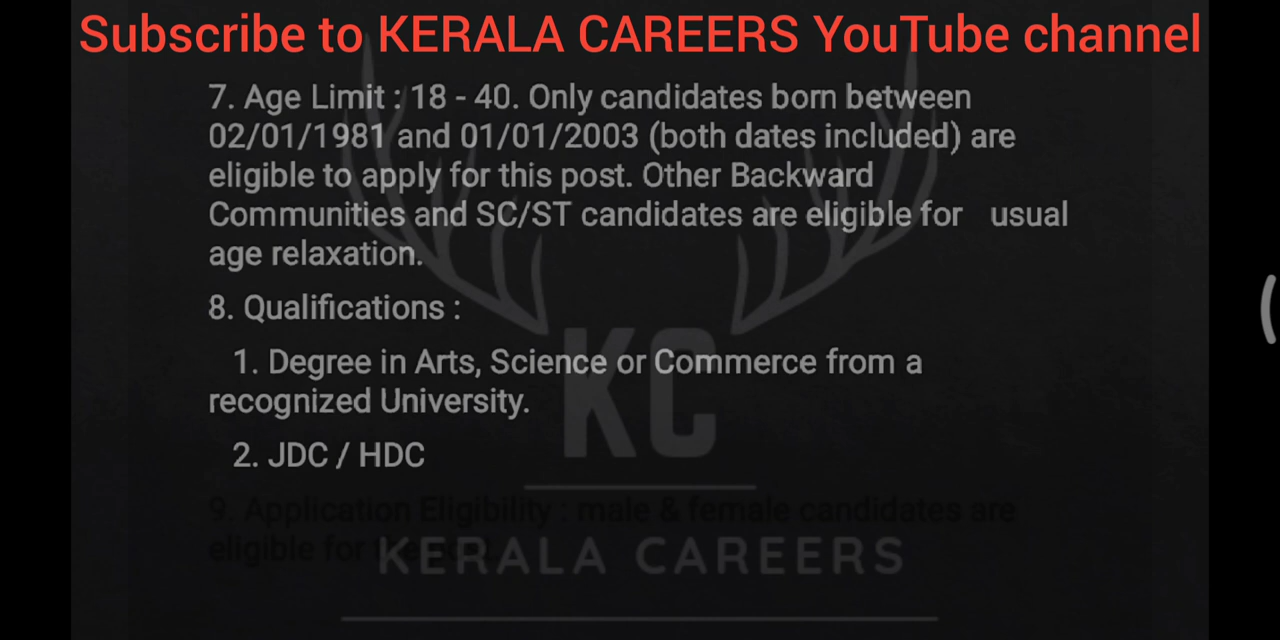 Subscribe to KERALA CAREERS YouTube channel
7. Age Limit : 18 - 40. Only candidates born between
02/01/1981 and 01/01/2003 (both dates included) are
eligible to apply for this post. Other Backward
Communities and SC/ST candidates are eligible for usual
age relaxation.
8. Qualifications :
1. Degree in Arts, Science or Commerce from a
recognized University.
2. JDC / HDC
KC
9. Application Eligibility : male & female candidates are
eligible for
KERALA CAREERS